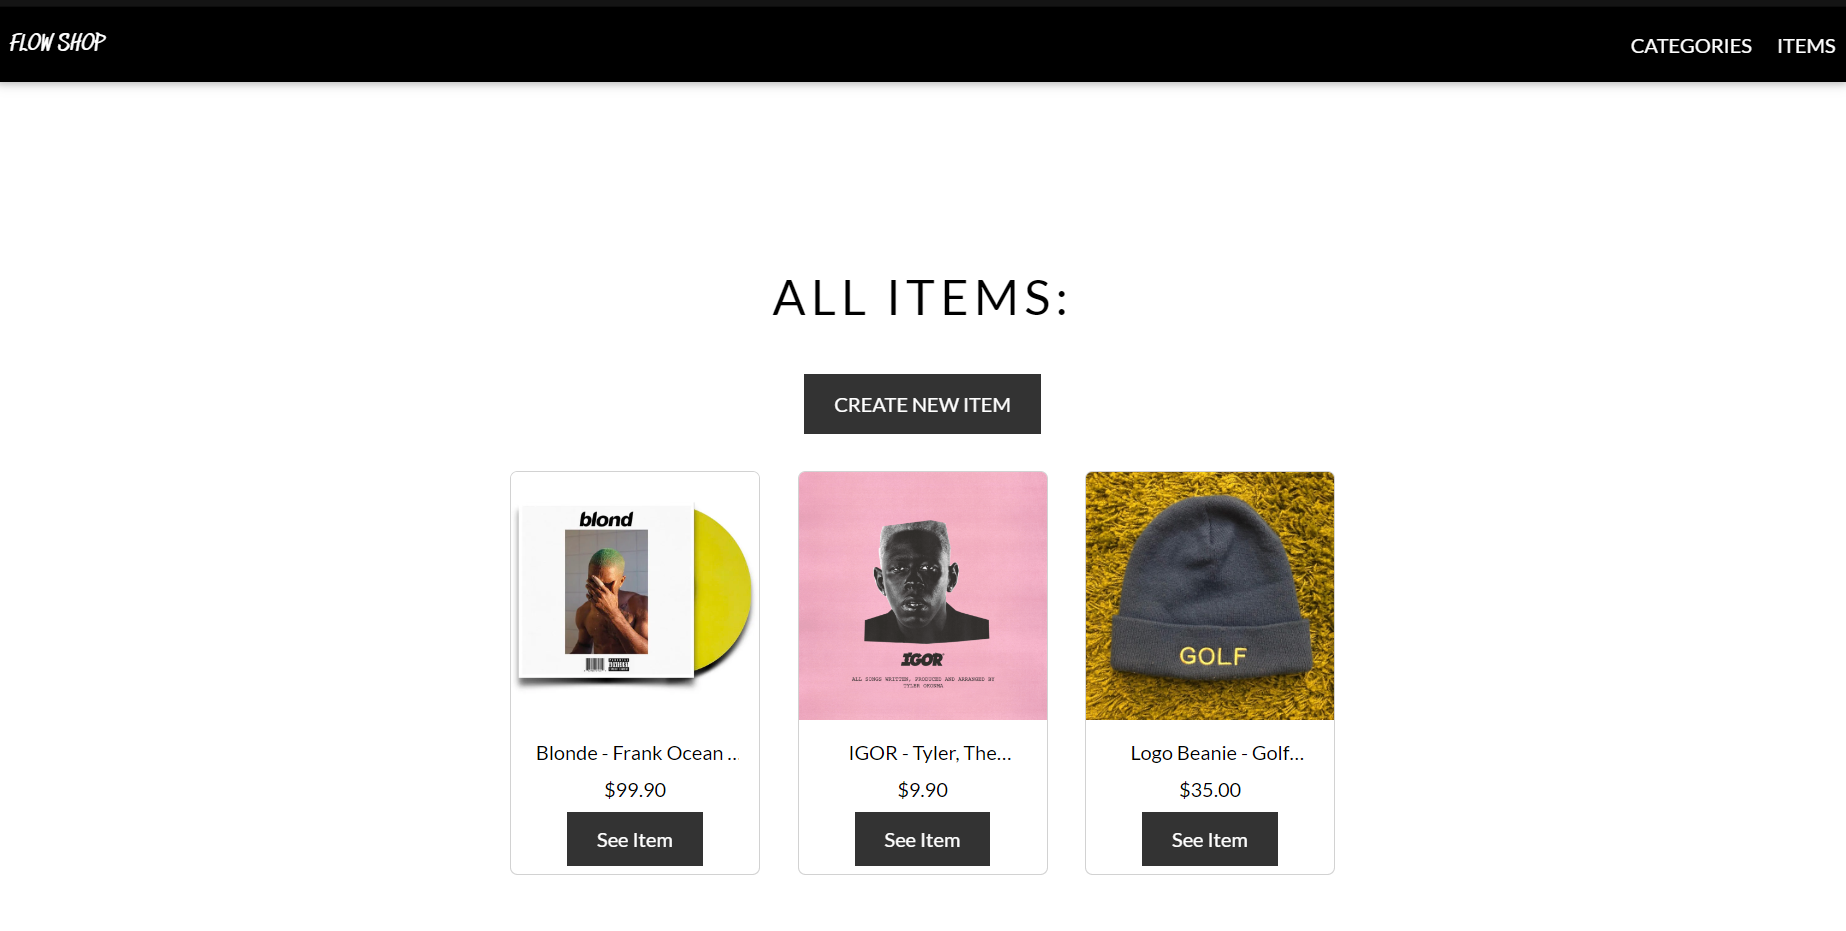 FLOW SHOP
CATEGORIES ITEMS
ALL ITEMS:
CREATE NEW ITEM
blond
IGOR
ALL SONGS WRITTEN, PRODUCED AND ARRANGED BY
TYLER OKONMA
GOLF
Blonde - Frank Ocean ...
$99.90
See Item
IGOR - Tyler, The...
$9.90
See Item
Logo Beanie - Golf...
$35.00
See Item